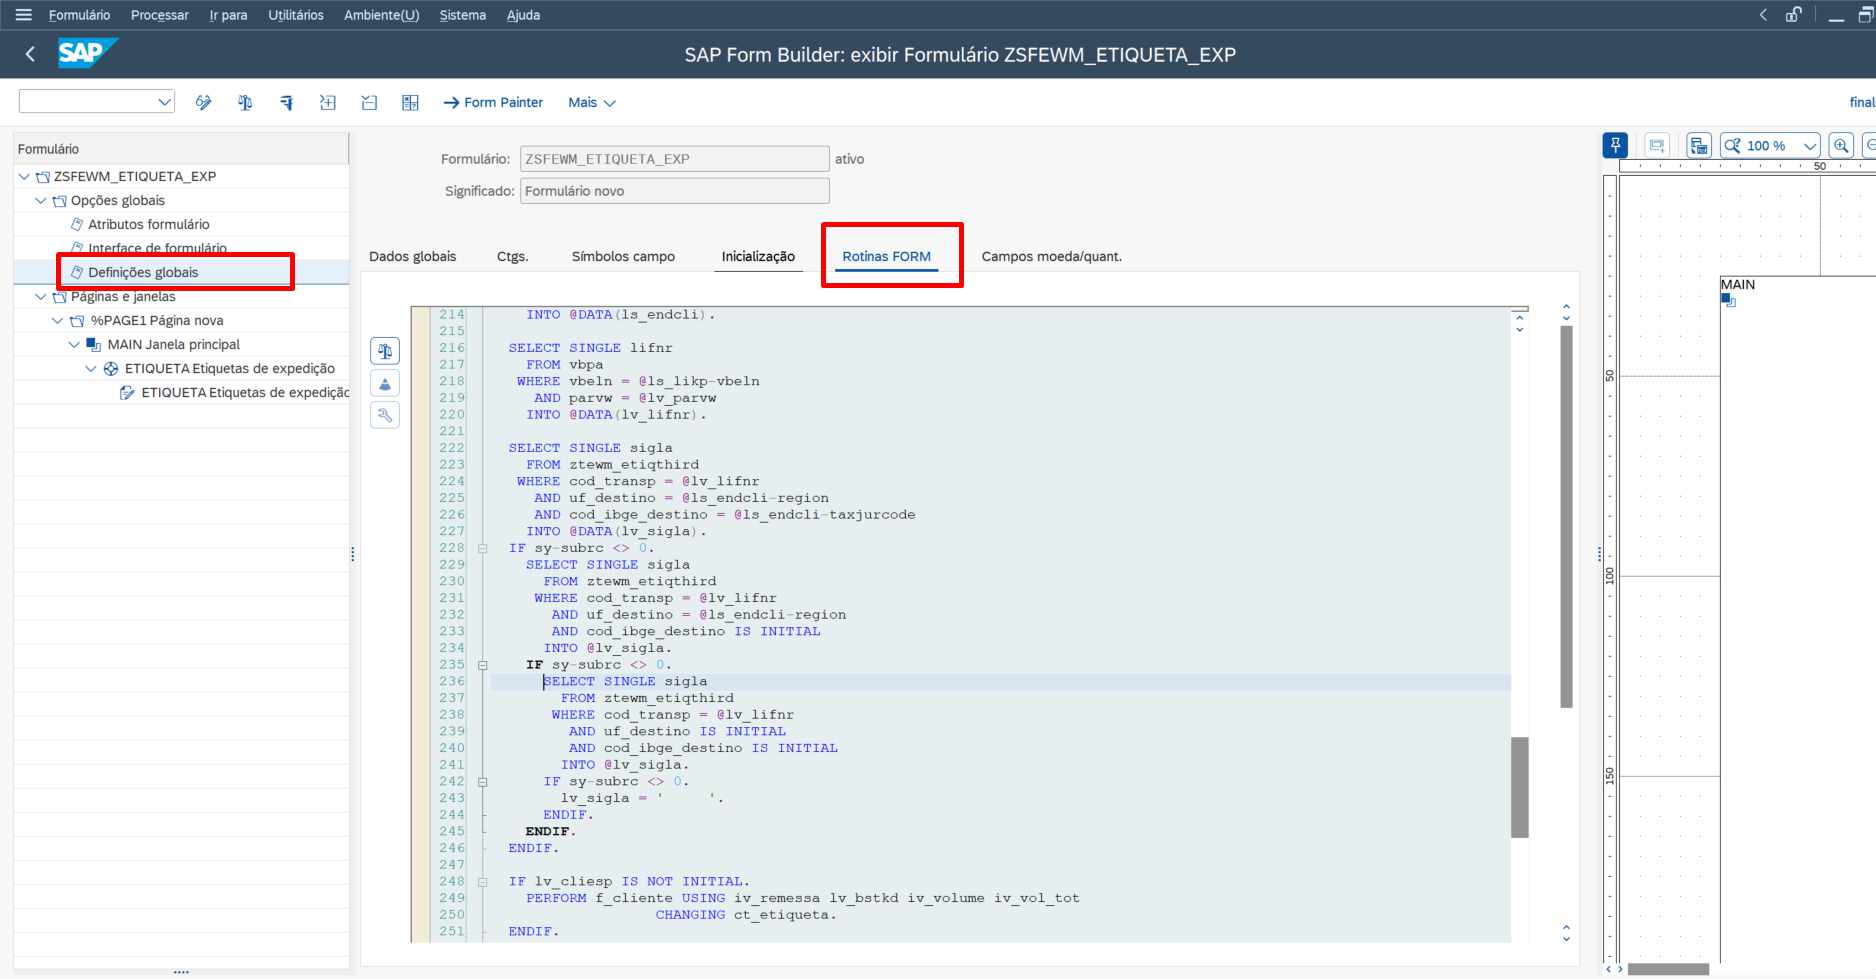 Formulário Processar Ir para Utilitários Ambiente(U) Sistema Ajuda
SAP
SAP Form Builder: exibir Formulário ZSFEWM_ETIQUETA_EXP
Form Painter Mais
Formulário
ZSFEWM_ETIQUETA_EXP
Opções globais
Atributos formulário
Interface de formulário
Definições globais
Páginas e janelas
%PAGE1 Página nova
MAIN Janela principal
ETIQUETA Etiquetas de expedição
ETIQUETA Etiquetas de expedição
Formulário: ZSFEWM_ETIQUETA_EXP ativo
Significado: Formulário novo
Dados globais Ctgs. Símbolos campo Inicialização Rotinas FORM Campos moeda/quant.
214 INTO @DATA(ls_endcli).
215
216 SELECT SINGLE lifnr
217 FROM vbpa
218 WHERE vbeln = @ls_likp-vbeln
219 AND parvw = @lv_parvw
220 INTO @DATA(lv_lifnr).
221
222 SELECT SINGLE sigla
223 FROM ztewm_etiqthird
224 WHERE cod_transp = @lv_lifnr
225 AND uf_destino = @ls_endcli-region
226 AND cod_ibge_destino = @ls_endcli-taxjurcode
227 INTO @DATA(lv_sigla).
228 IF sy-subrc <> 0.
229 SELECT SINGLE sigla
230 FROM ztewm_etiqthird
231 WHERE cod_transp = @lv_lifnr
232 AND uf_destino = @ls_endcli-region
233 AND cod_ibge_destino IS INITIAL
234 INTO @lv_sigla.
235 IF sy-subrc <> 0.
236 SELECT SINGLE sigla
237 FROM ztewm_etiqthird
238 WHERE cod_transp = @lv_lifnr
239 AND uf_destino IS INITIAL
240 AND cod_ibge_destino IS INITIAL
241 INTO @lv_sigla.
242 IF sy-subrc <> 0.
243 lv_sigla = '     '.
244 ENDIF.
245 ENDIF.
246 ENDIF.
247
248 IF lv_cliesp IS NOT INITIAL.
249 PERFORM f_cliente USING iv_remessa lv_bstkd iv_volume iv_vol_tot
250 CHANGING ct_etiqueta.
251 ENDIF.
100 %
50
MAIN
50
100
150